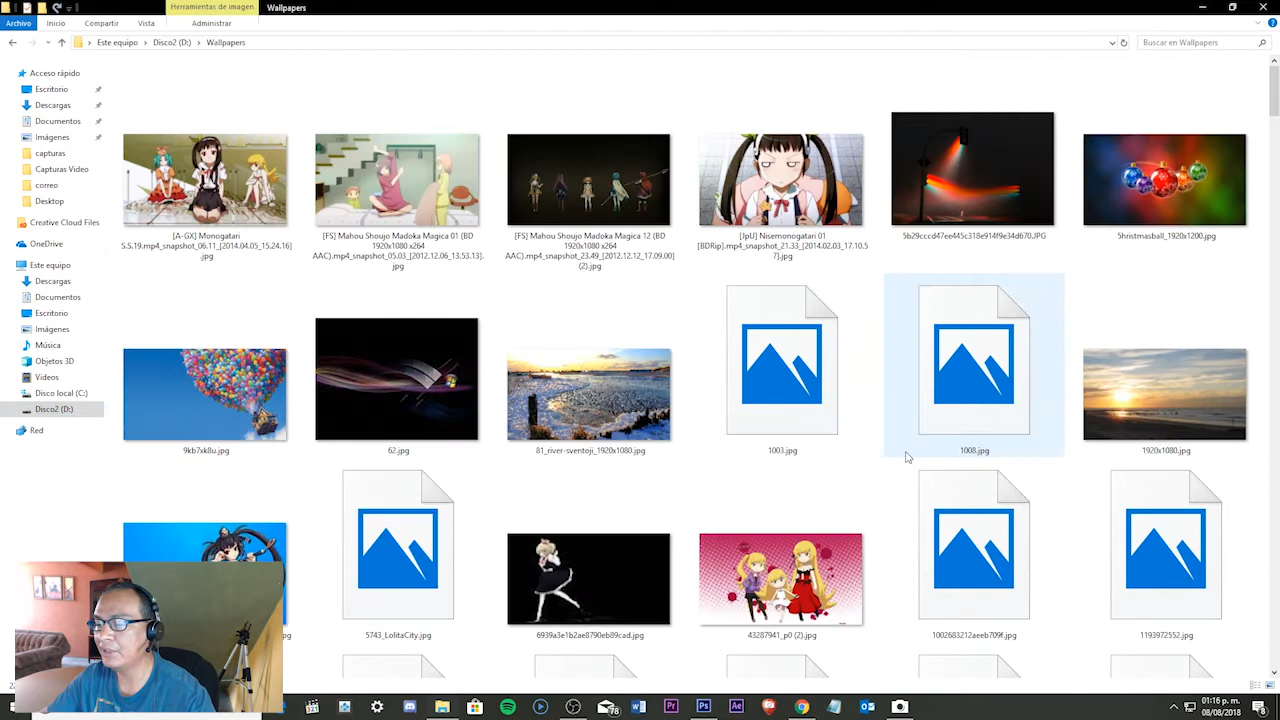 Herramientas de imagen
Wallpapers
Archivo
Inicio
Compartir
Vista
Administrar
Este equipo
Disco2 (D:)
Wallpapers
Buscar en Wallpapers
Acceso rápido
Escritorio
Descargas
Documentos
Imágenes
capturas
Capturas Video
correo
Desktop
Creative Cloud Files
OneDrive
Este equipo
Descargas
Documentos
Escritorio
Imágenes
Música
Objetos 3D
Videos
Disco local (C:)
Disco2 (D:)
Red
[A-GX] Monogatari
S.S.19.mp4_snapshot_06.11_[2014.04.05_15.24.16]
.jpg
[FS] Mahou Shoujo Madoka Magica 01 (BD
1920x1080 x264
AAC).mp4_snapshot_05.03_[2012.12.06_13.53.13].
jpg
[FS] Mahou Shoujo Madoka Magica 12 (BD
1920x1080 x264
AAC).mp4_snapshot_23.49_[2012.12.12_17.09.00]
(2).jpg
[JpU] Nisemonogatari 01
[BDRip].mp4_snapshot_21.33_[2014.02.03_17.10.5
7].jpg
5b29cccd47ee445c318e914f9e34d670.JPG
5hristmasball_1920x1200.jpg
9kb7xk8u.jpg
62.jpg
81_river-sventoji_1920x1080.jpg
1003.jpg
1008.jpg
1920x1080.jpg
5743_LolitaCity.jpg
6939a3e1b2ae8790eb89cad.jpg
43287941_p0 (2).jpg
1002683212aeeb709f.jpg
1193972552.jpg
01:16 p. m.
08/08/2018